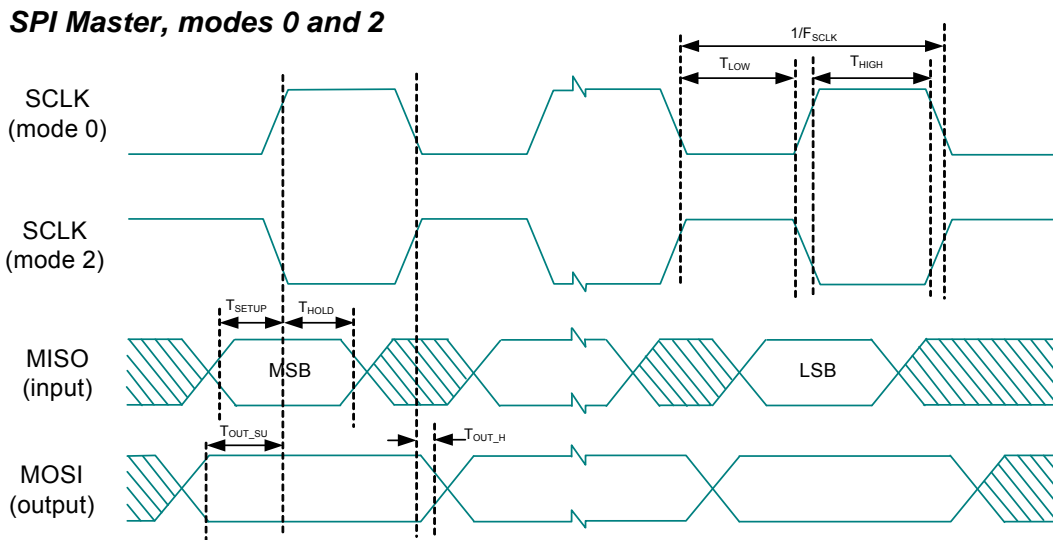 SPI Master, modes 0 and 2
1/FSCLK
TLOW
THIGH
SCLK
(mode 0)
SCLK
(mode 2)
TSETUP
THOLD
MISO
(input)
MSB
LSB
TOUT_SU
TOUT_H
MOSI
(output)